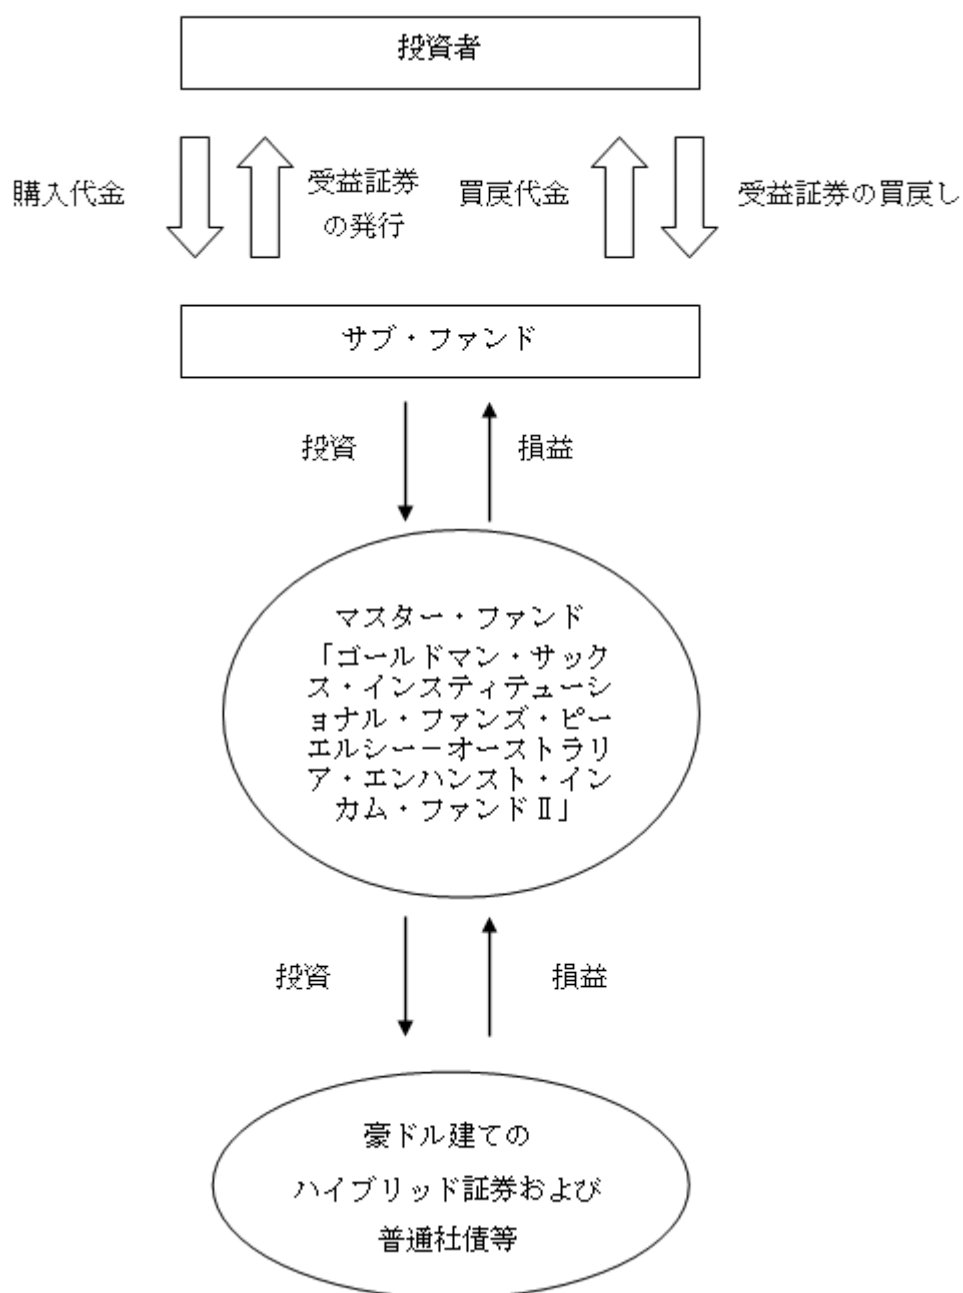 投資者
購入代金
受益証券
の発行
買戻代金
受益証券の買戻し
サブ・ファンド
投資
損益
マスター・ファンド
「ゴールドマン・サック
ス・インスティテューシ
ョナル・ファンズ・ピー
エルシー－オーストラリ
ア・エンハンスト・イン
カム・ファンドⅡ」
投資
損益
豪ドル建ての
ハイブリッド証券および
普通社債等